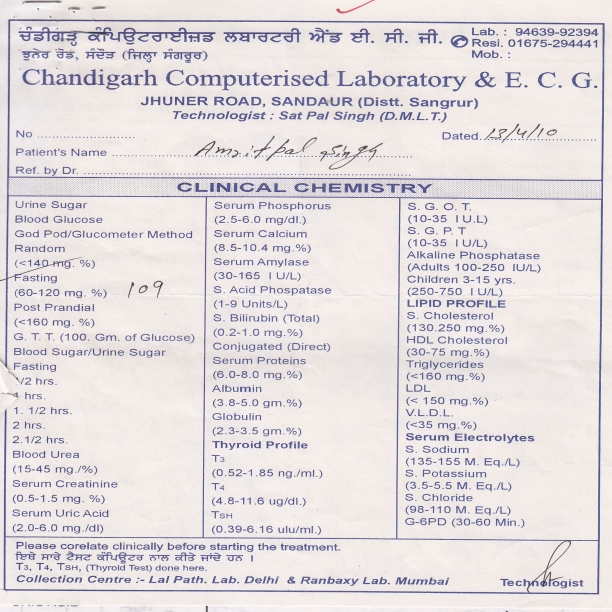 ਚੰਡੀਗੜ੍ਹ ਕੰਪਿਊਟਰਾਈਜ਼ਡ ਲਬਾਰਟਰੀ ਐਂਡ ਈ. ਸੀ. ਜੀ.
Lab. : 94639-92394
ਝੁਨੇਰ ਰੋਡ, ਸੰਦੌੜ (ਜ਼ਿਲ੍ਹਾ ਸੰਗਰੂਰ)
Resi. 01675-294441
Mob. :
Chandigarh Computerised Laboratory & E. C. G.
JHUNER ROAD, SANDAUR (Distt. Sangrur)
Technologist : Sat Pal Singh (D.M.L.T.)
No ................ Dated. 13/4/10
Patient's Name ........ Amritpal Singh
Ref. by Dr. ........
CLINICAL CHEMISTRY
Urine Sugar
Blood Glucose
God Pod/Glucometer Method
Random
(<140 mg. %)
Fasting
(60-120 mg. %) 109
Post Prandial
(<160 mg. %)
G. T. T. (100. Gm. of Glucose)
Blood Sugar/Urine Sugar
Fasting
1/2 hrs.
1 hrs.
1. 1/2 hrs.
2 hrs.
2.1/2 hrs.
Blood Urea
(15-45 mg./%)
Serum Creatinine
(0.5-1.5 mg. %)
Serum Uric Acid
(2.0-6.0 mg./dl)
Serum Phosphorus
(2.5-6.0 mg/dl.)
Serum Calcium
(8.5-10.4 mg.%)
Serum Amylase
(30-165 I U/L)
S. Acid Phospatase
(1-9 Units/L)
S. Bilirubin (Total)
(0.2-1.0 mg.%)
Conjugated (Direct)
Serum Proteins
(6.0-8.0 mg.%)
Albumin
(3.8-5.0 gm.%)
Globulin
(2.3-3.5 gm.%)
Thyroid Profile
T3
(0.52-1.85 ng./ml.)
T4
(4.8-11.6 ug/dl.)
TSH
(0.39-6.16 ulu/ml.)
S. G. O. T.
(10-35 I U.L)
S. G. P. T
(10-35 I U.L)
Alkaline Phosphatase
(Adults 100-250 IU/L)
Children 3-15 yrs.
(250-750 I U/L)
LIPID PROFILE
S. Cholesterol
(130.250 mg.%)
HDL Cholesterol
(30-75 mg.%)
Triglycerides
(<160 mg.%)
LDL
(< 150 mg.%)
V.L.D.L.
(<35 mg.%)
Serum Electrolytes
S. Sodium
(135-155 M. Eq./L)
S. Potassium
(3.5-5.5 M. Eq./L)
S. Chloride
(98-110 M. Eq./L)
G-6PD (30-60 Min.)
Please corelate clinically before starting the treatment.
ਇਥੇ ਸਾਰੇ ਟੈਸਟ ਕੰਪਿਊਟਰ ਨਾਲ ਕੀਤੇ ਜਾਂਦੇ ਹਨ ।
T3, T4, TSH, (Thyroid Test) done here.
Collection Centre :- Lal Path. Lab. Delhi & Ranbaxy Lab. Mumbai
Technologist